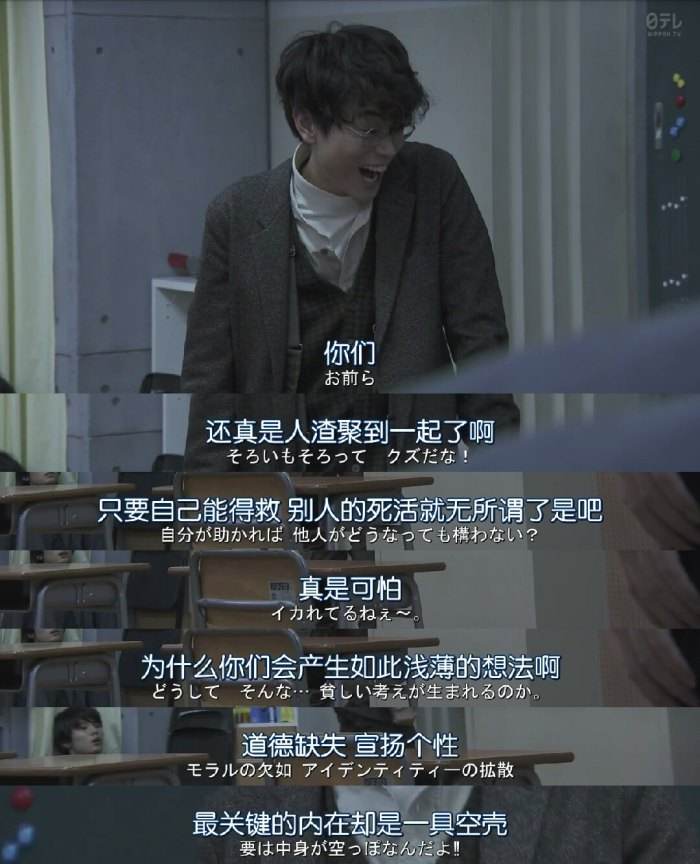 日テレ
NIPPON TV
你们
お前ら
还真是人渣聚到一起了啊
そろいもそろって クズだな！
只要自己能得救 别人的死活就无所谓了是吧
自分が助かれば 他人がどうなっても構わない？
真是可怕
イカれてるねぇ～。
为什么你们会产生如此浅薄的想法啊
どうして そんな… 貧しい考えが生まれるのか。
道德缺失 宣扬个性
モラルの欠如 アイデンティティーの拡散
最关键的内在却是一具空壳
要は中身が空っぽなんだよ!!